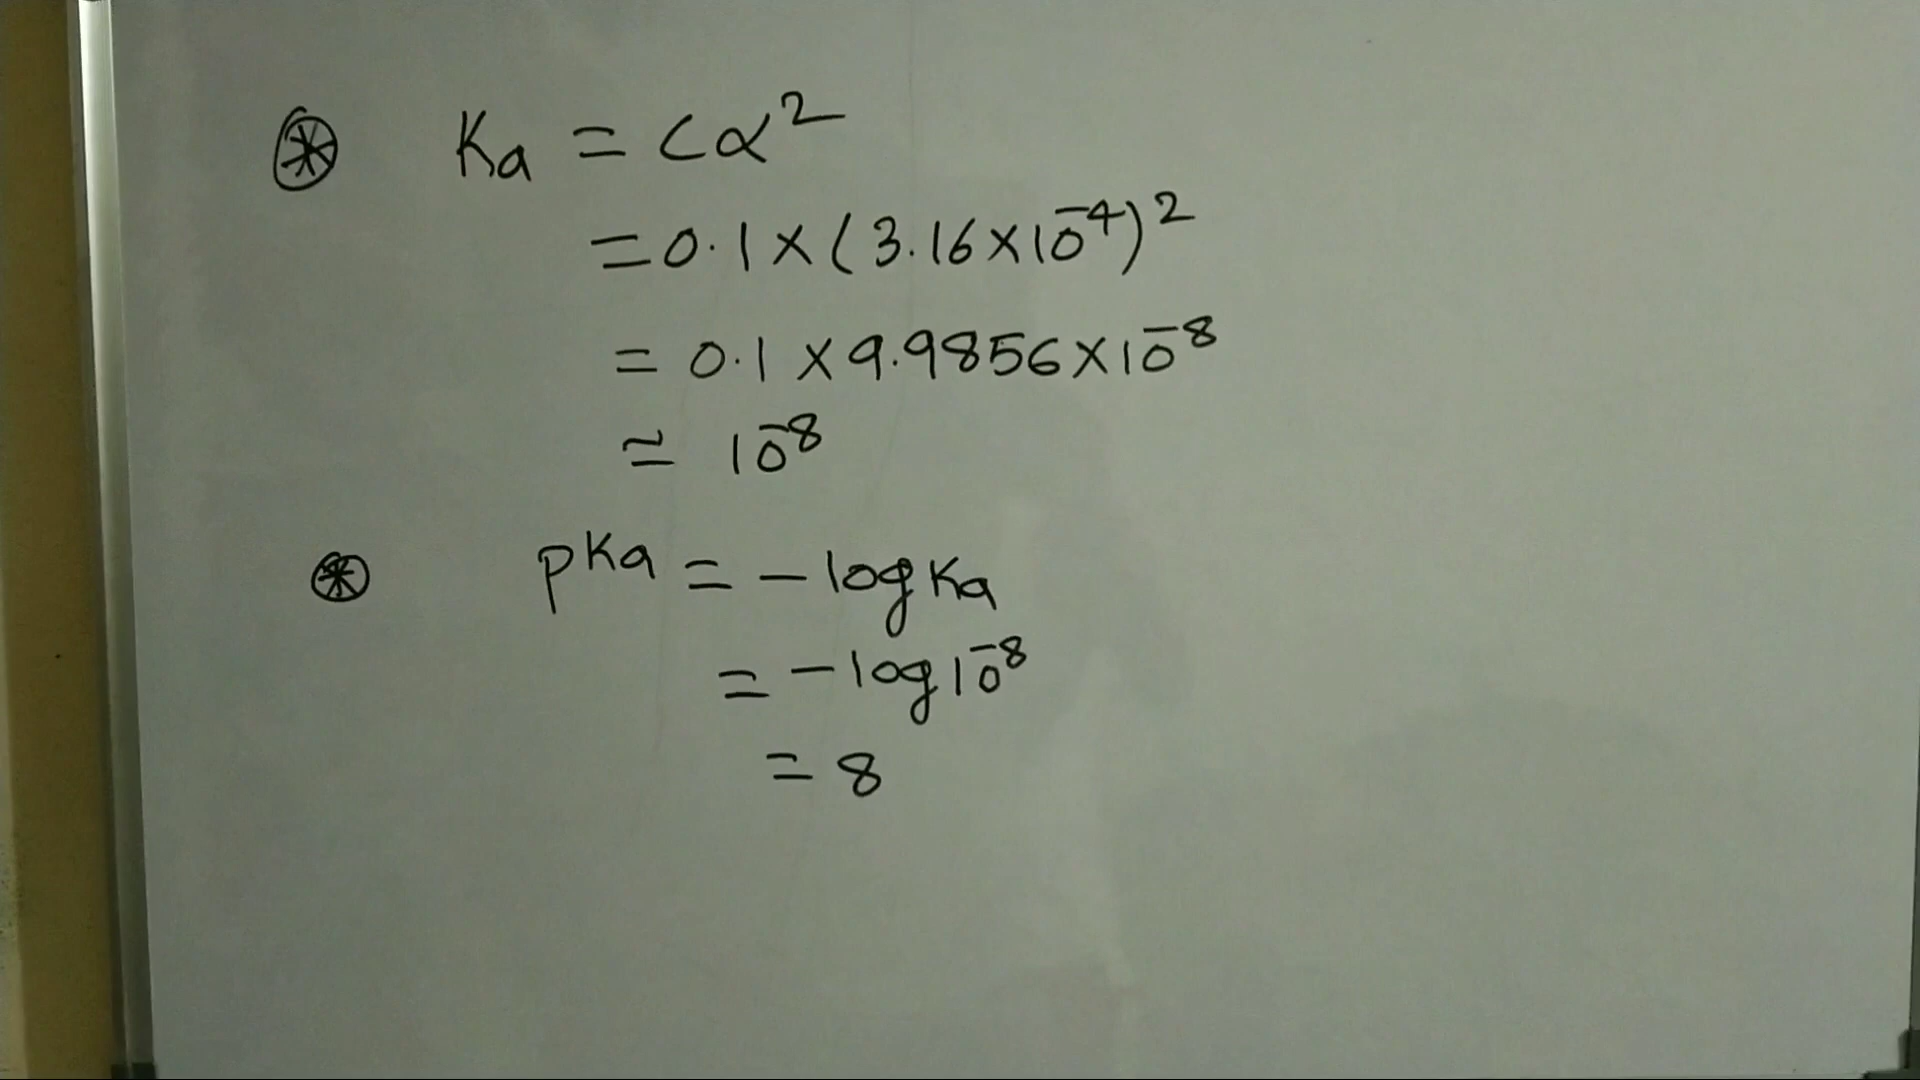 ⊛ Ka = Cα²
= 0.1 × (3.16×10⁻⁴)²
= 0.1 × 9.9856×10⁻⁸
≃ 10⁻⁸
⊛ pKa = − log Ka
= − log 10⁻⁸
= 8